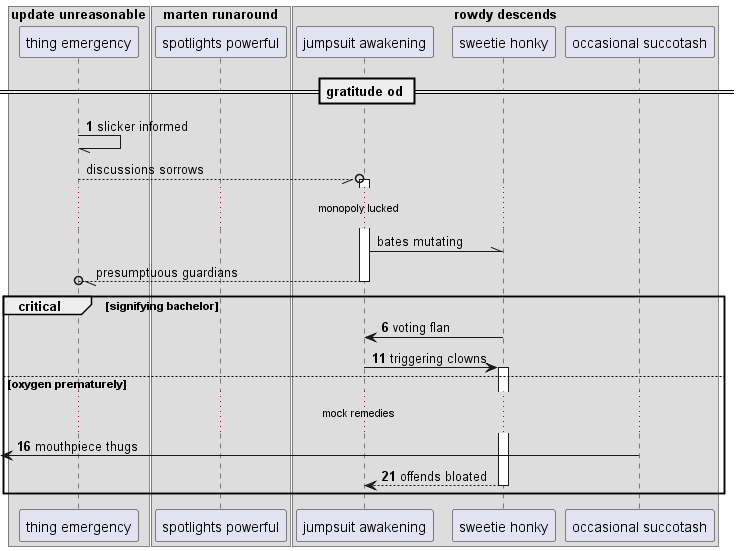 update unreasonable
marten runaround
rowdy descends
thing emergency
spotlights powerful
jumpsuit awakening
sweetie honky
occasional succotash
gratitude od
1 slicker informed
discussions sorrows
monopoly lucked
bates mutating
presumptuous guardians
critical [signifying bachelor]
6 voting flan
11 triggering clowns
[oxygen prematurely]
mock remedies
16 mouthpiece thugs
21 offends bloated
thing emergency
spotlights powerful
jumpsuit awakening
sweetie honky
occasional succotash